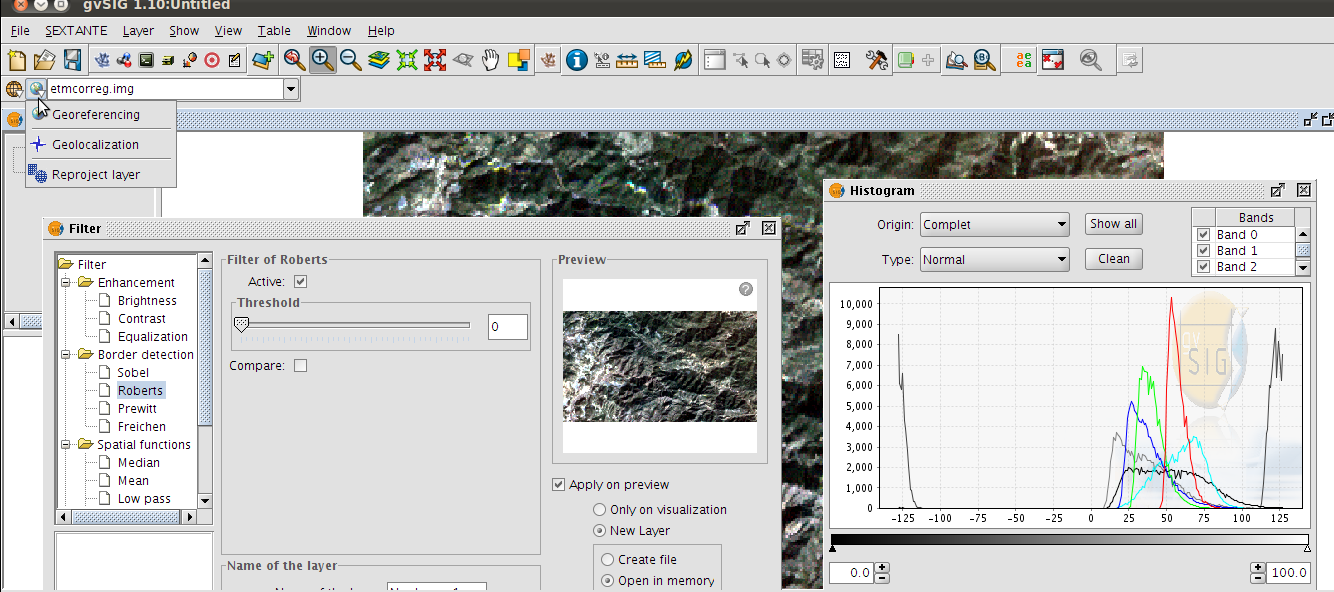 gvSIG 1.10:Untitled
File SEXTANTE Layer Show View Table Window Help
etmcorreg.img
Georeferencing
Geolocalization
Reproject layer
Filter
Filter
Enhancement
Brightness
Contrast
Equalization
Border detection
Sobel
Roberts
Prewitt
Freichen
Spatial functions
Median
Mean
Low pass
Filter of Roberts
Active:
Threshold
0
Compare:
Name of the layer
Preview
Apply on preview
Only on visualization
New Layer
Create file
Open in memory
Histogram
Origin: Complet Show all
Type: Normal Clean
Bands
Band 0
Band 1
Band 2
10,000
9,000
8,000
7,000
6,000
5,000
4,000
3,000
2,000
1,000
0
-125 -100 -75 -50 -25 0 25 50 75 100 125
gv
SIG
0.0 100.0